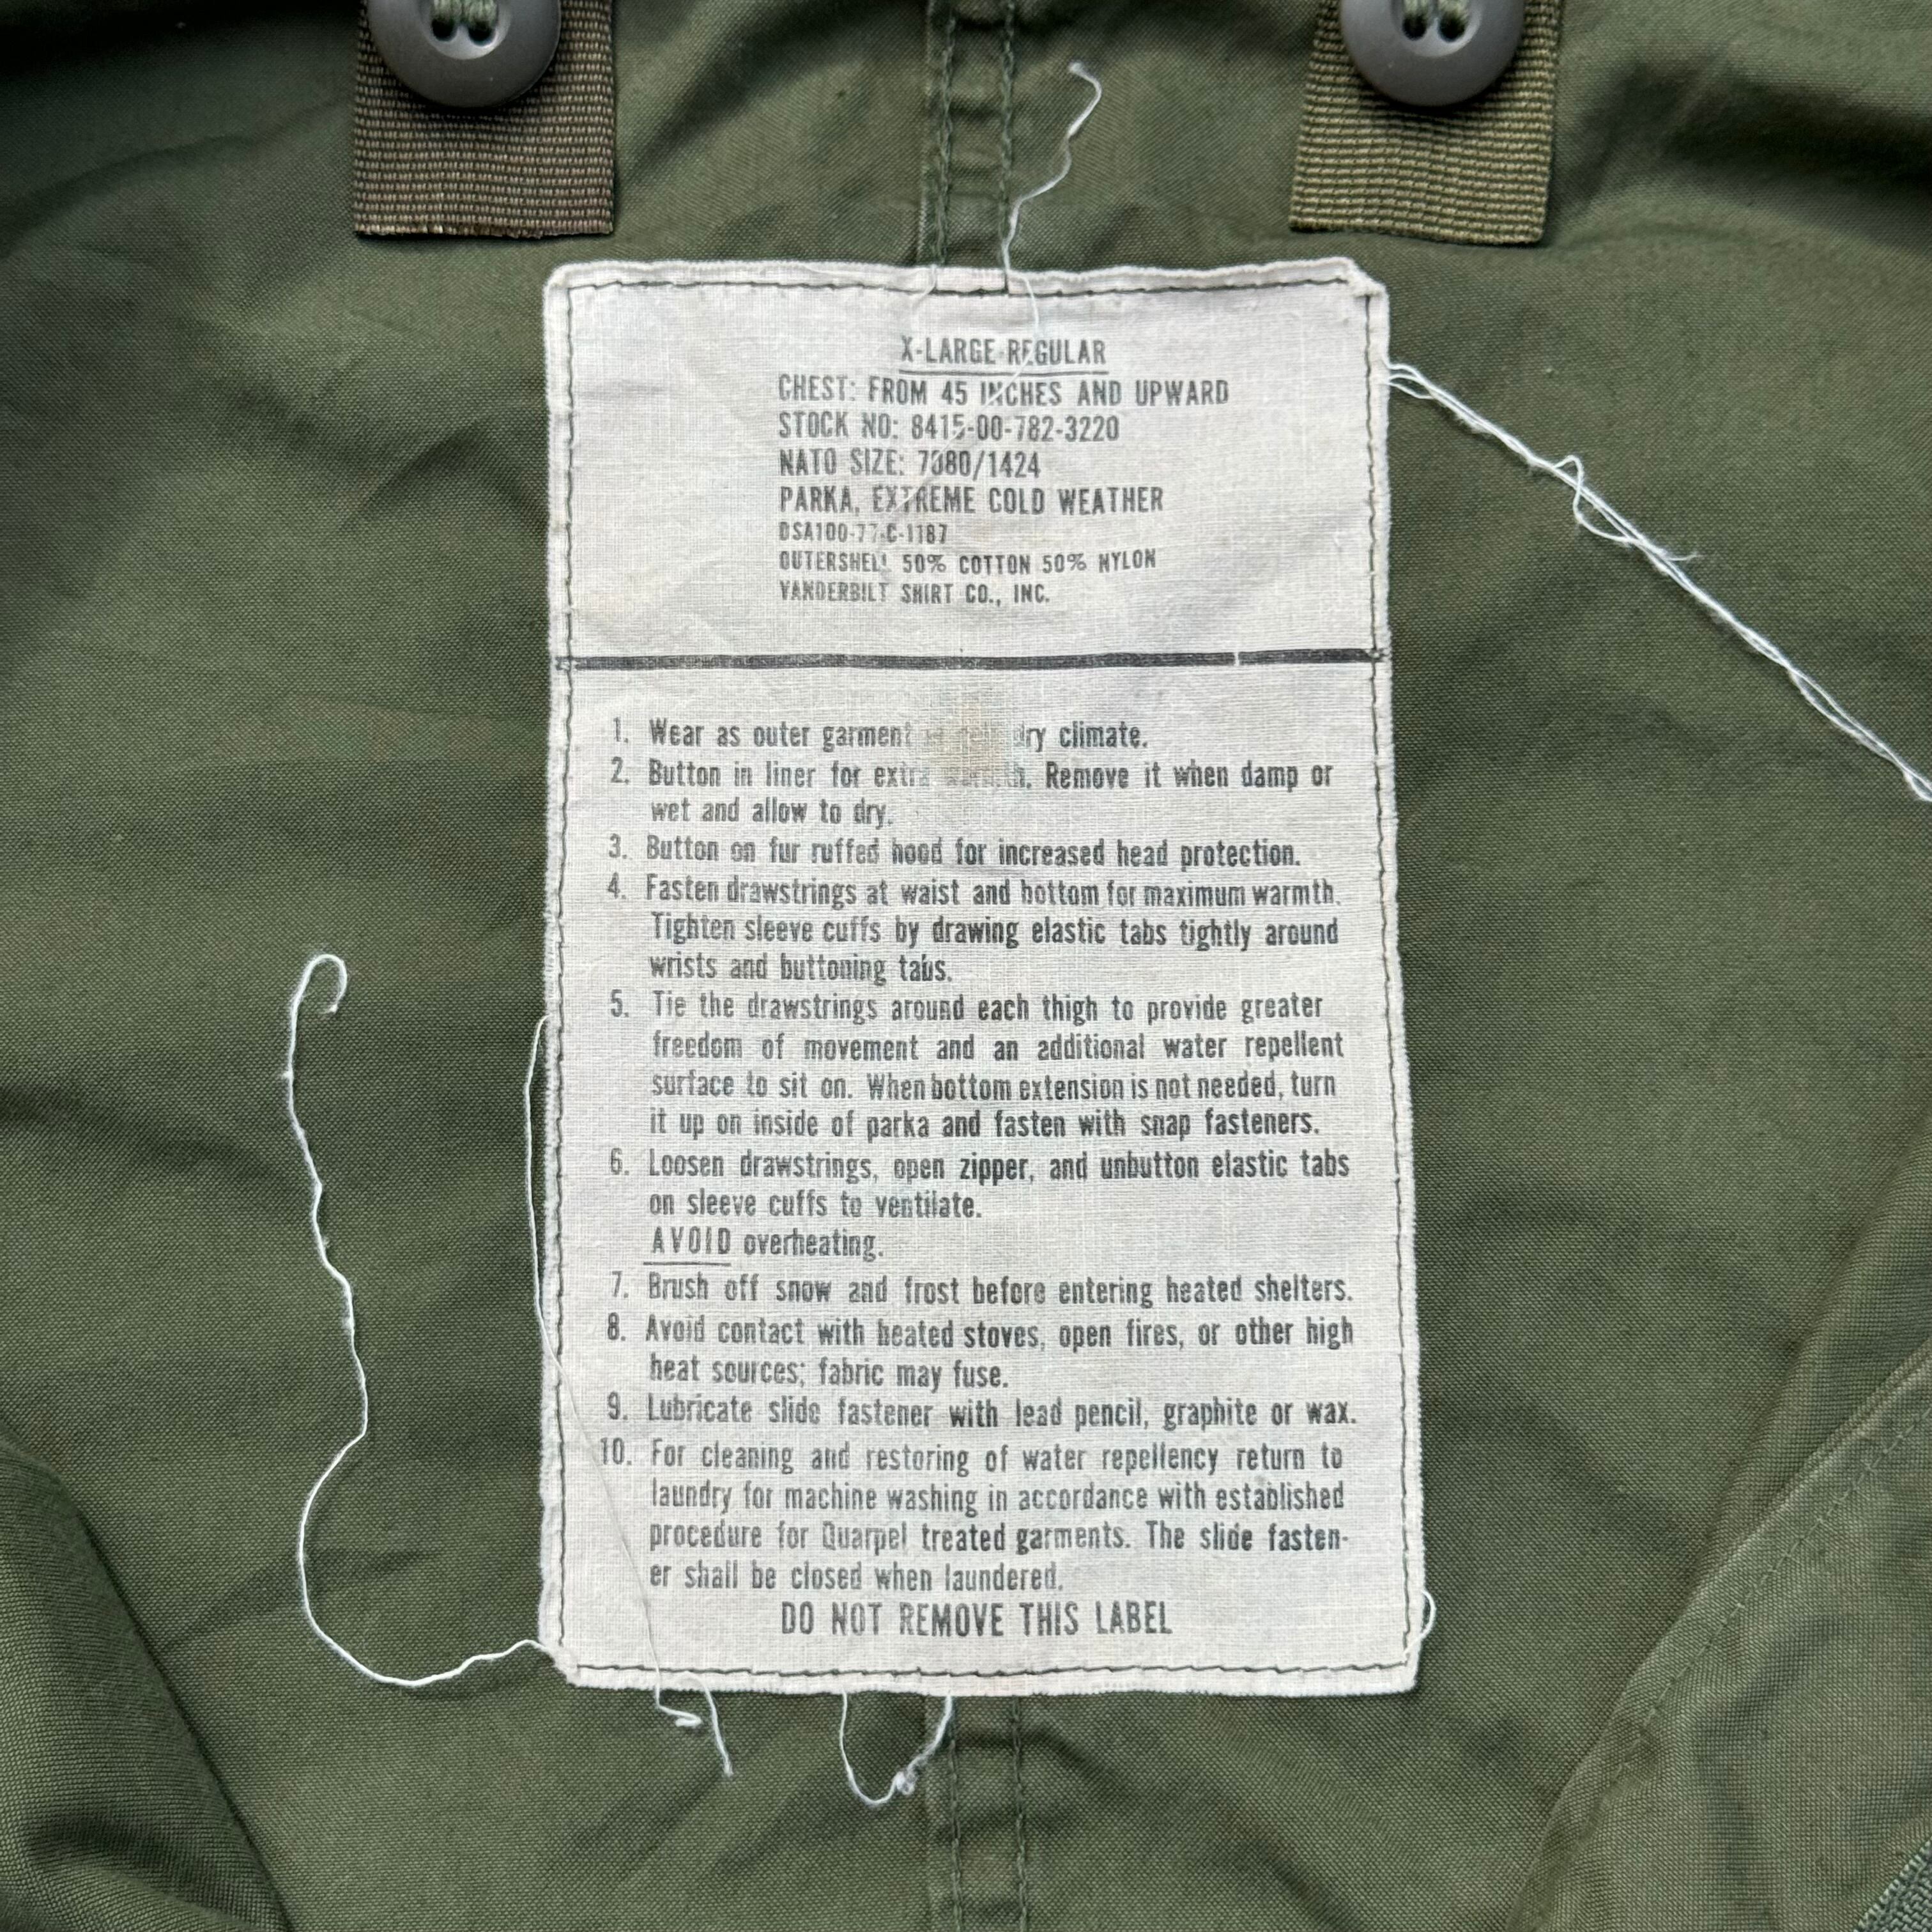 X-LARGE-REGULAR
CHEST: FROM 45 INCHES AND UPWARD
STOCK NO: 8415-00-782-3220
NATO SIZE: 7080/1424
PARKA, EXTREME COLD WEATHER
DSA100-77-C-1187
OUTERSHELL 50% COTTON 50% NYLON
VANDERBILT SHIRT CO., INC.
1. Wear as outer garment dry climate.
2. Button in liner for extra warmth. Remove it when damp or
wet and allow to dry.
3. Button on fur ruffed hood for increased head protection.
4. Fasten drawstrings at waist and bottom for maximum warmth.
Tighten sleeve cuffs by drawing elastic tabs tightly around
wrists and buttoning tabs.
5. Tie the drawstrings around each thigh to provide greater
freedom of movement and an additional water repellent
surface to sit on. When bottom extension is not needed, turn
it up on inside of parka and fasten with snap fasteners.
6. Loosen drawstrings, open zipper, and unbutton elastic tabs
on sleeve cuffs to ventilate.
AVOID overheating.
7. Brush off snow and frost before entering heated shelters.
8. Avoid contact with heated stoves, open fires, or other high
heat sources; fabric may fuse.
9. Lubricate slide fastener with lead pencil, graphite or wax.
10. For cleaning and restoring of water repellency return to
laundry for machine washing in accordance with established
procedure for Quarpel treated garments. The slide fasten-
er shall be closed when laundered.
DO NOT REMOVE THIS LABEL